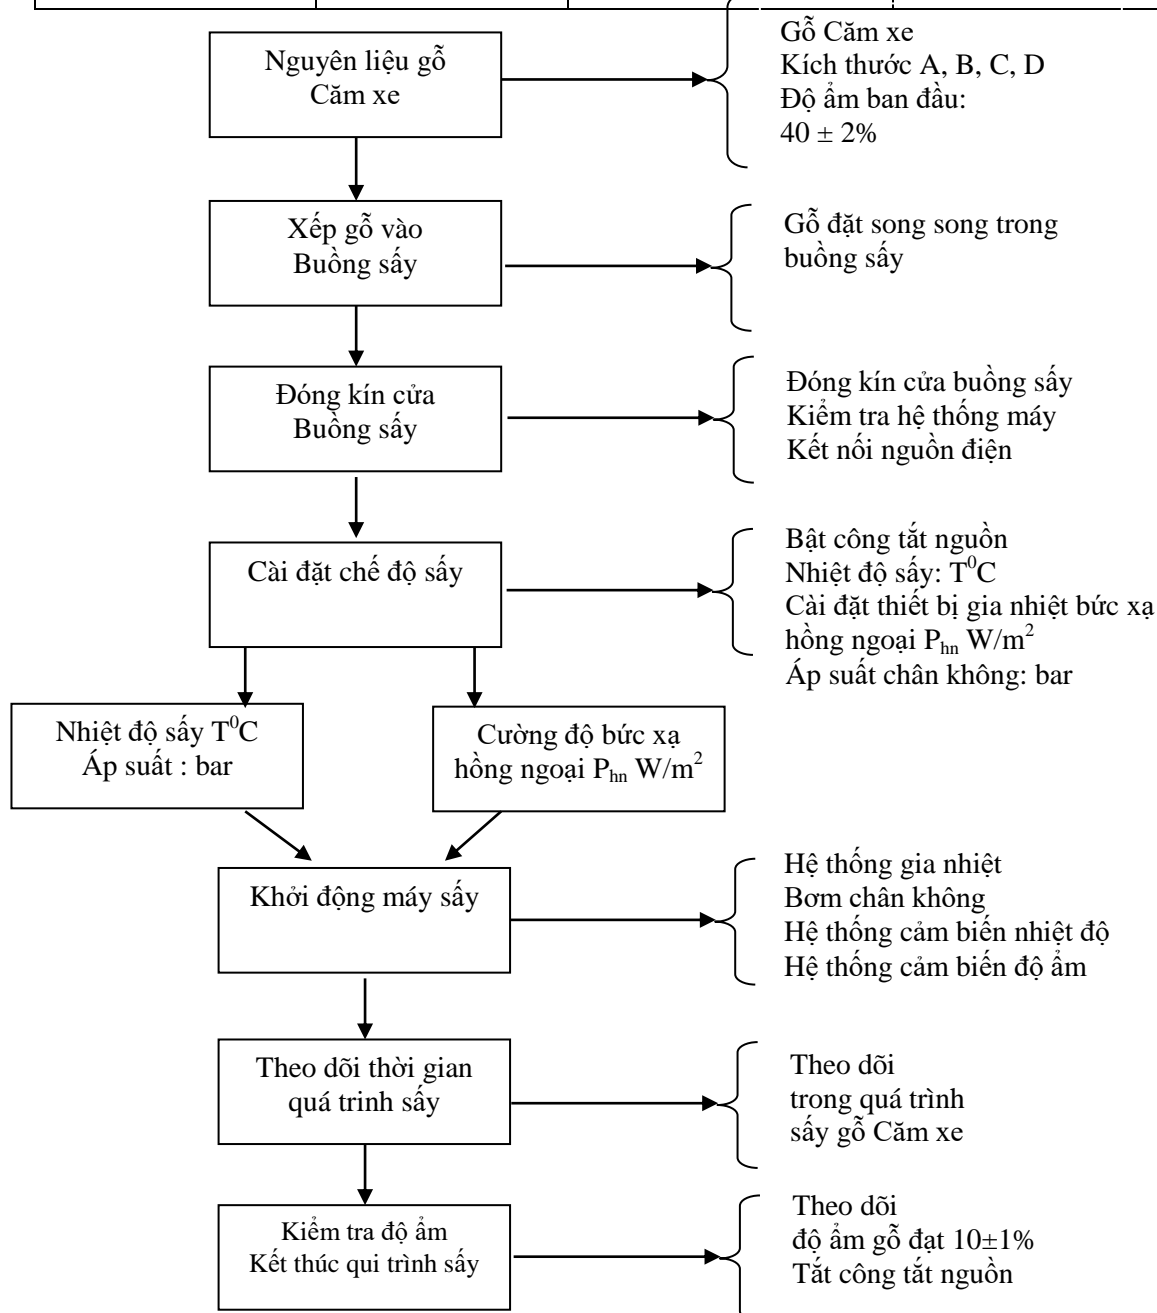 Nguyên liệu gỗ
Căm xe
Gỗ Căm xe
Kích thước A, B, C, D
Độ ẩm ban đầu:
40 ± 2%
Xếp gỗ vào
Buồng sấy
Gỗ đặt song song trong
buồng sấy
Đóng kín cửa
Buồng sấy
Đóng kín cửa buồng sấy
Kiểm tra hệ thống máy
Kết nối nguồn điện
Cài đặt chế độ sấy
Bật công tắt nguồn
Nhiệt độ sấy: T⁰C
Cài đặt thiết bị gia nhiệt bức xạ
hồng ngoại Pₕₙ W/m²
Áp suất chân không: bar
Nhiệt độ sấy T⁰C
Áp suất : bar
Cường độ bức xạ
hồng ngoại Pₕₙ W/m²
Khởi động máy sấy
Hệ thống gia nhiệt
Bơm chân không
Hệ thống cảm biến nhiệt độ
Hệ thống cảm biến độ ẩm
Theo dõi thời gian
quá trinh sấy
Theo dõi
trong quá trình
sấy gỗ Căm xe
Kiểm tra độ ẩm
Kết thúc qui trình sấy
Theo dõi
độ ẩm gỗ đạt 10±1%
Tắt công tắt nguồn